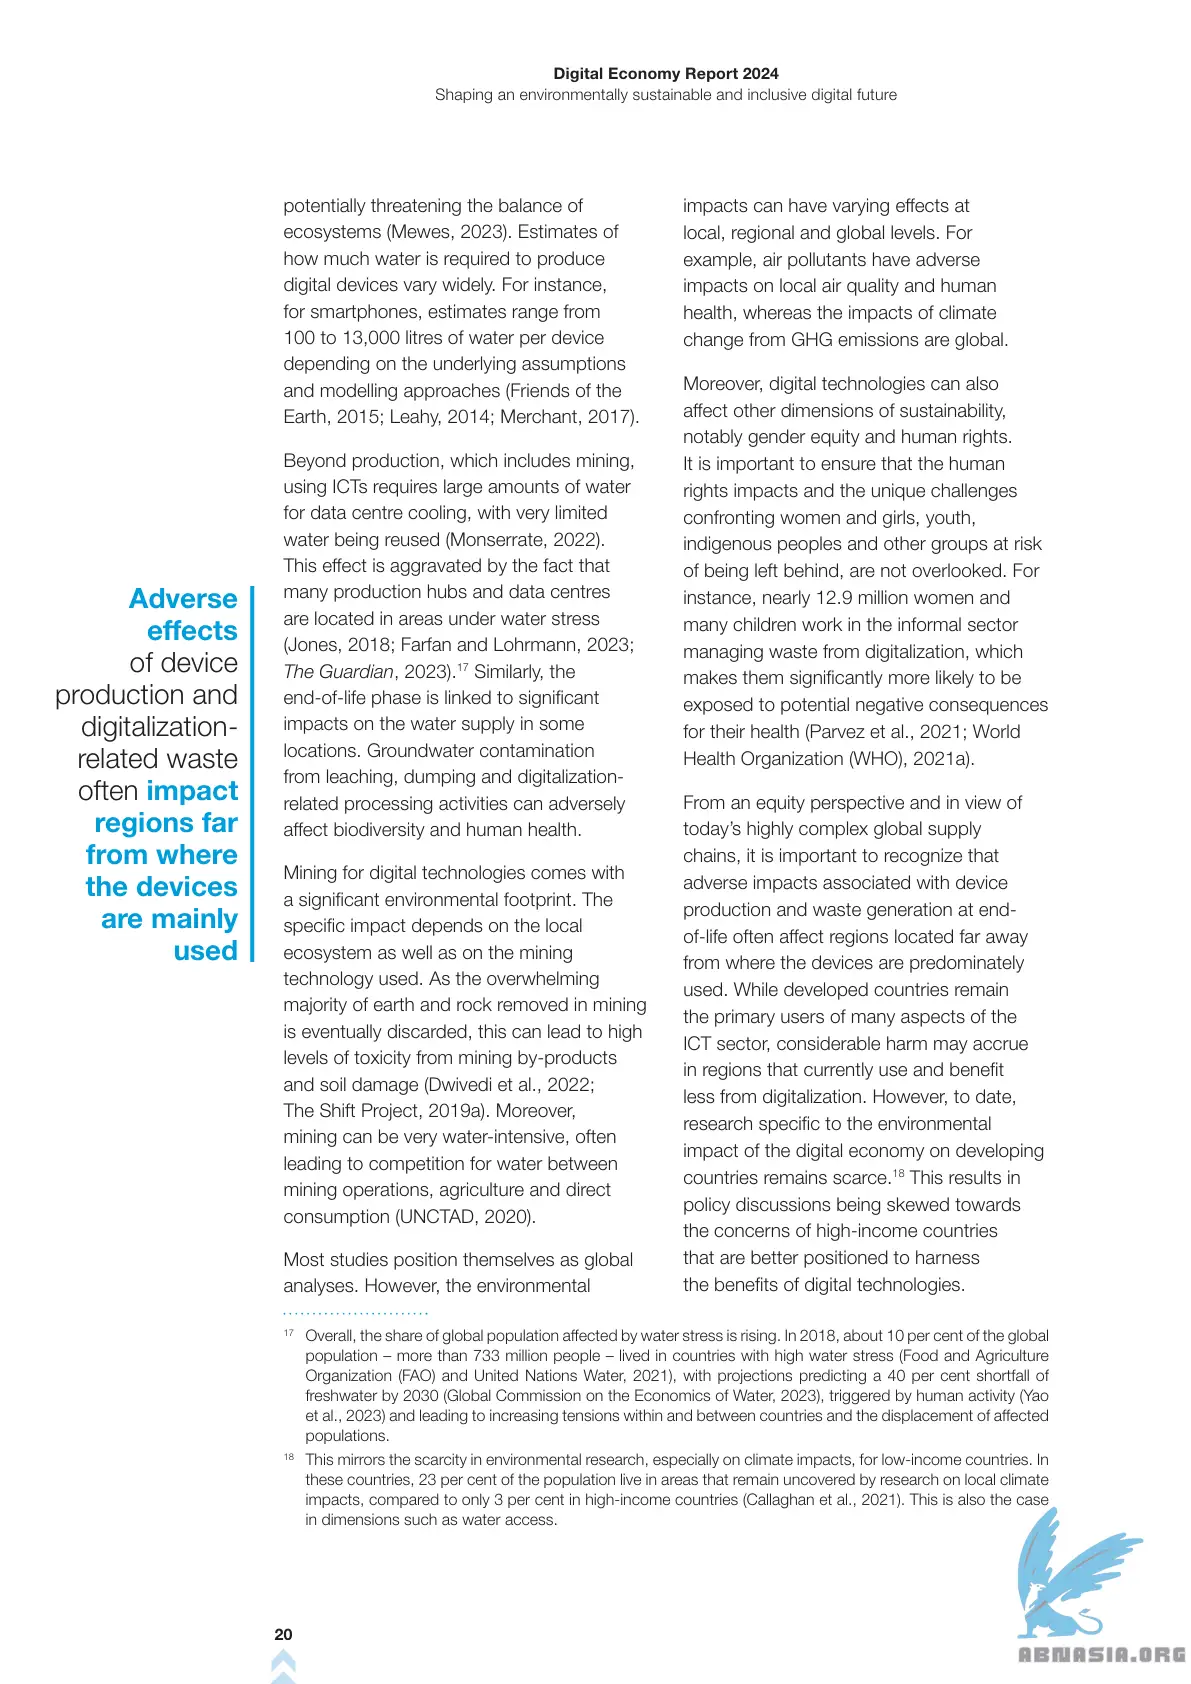 Digital Economy Report 2024
Shaping an environmentally sustainable and inclusive digital future
Adverse
effects
of device
production and
digitalization-
related waste
often impact
regions far
from where
the devices
are mainly
used
potentially threatening the balance of
ecosystems (Mewes, 2023). Estimates of
how much water is required to produce
digital devices vary widely. For instance,
for smartphones, estimates range from
100 to 13,000 litres of water per device
depending on the underlying assumptions
and modelling approaches (Friends of the
Earth, 2015; Leahy, 2014; Merchant, 2017).
Beyond production, which includes mining,
using ICTs requires large amounts of water
for data centre cooling, with very limited
water being reused (Monserrate, 2022).
This effect is aggravated by the fact that
many production hubs and data centres
are located in areas under water stress
(Jones, 2018; Farfan and Lohrmann, 2023;
The Guardian, 2023).17 Similarly, the
end-of-life phase is linked to significant
impacts on the water supply in some
locations. Groundwater contamination
from leaching, dumping and digitalization-
related processing activities can adversely
affect biodiversity and human health.
Mining for digital technologies comes with
a significant environmental footprint. The
specific impact depends on the local
ecosystem as well as on the mining
technology used. As the overwhelming
majority of earth and rock removed in mining
is eventually discarded, this can lead to high
levels of toxicity from mining by-products
and soil damage (Dwivedi et al., 2022;
The Shift Project, 2019a). Moreover,
mining can be very water-intensive, often
leading to competition for water between
mining operations, agriculture and direct
consumption (UNCTAD, 2020).
Most studies position themselves as global
analyses. However, the environmental
impacts can have varying effects at
local, regional and global levels. For
example, air pollutants have adverse
impacts on local air quality and human
health, whereas the impacts of climate
change from GHG emissions are global.
Moreover, digital technologies can also
affect other dimensions of sustainability,
notably gender equity and human rights.
It is important to ensure that the human
rights impacts and the unique challenges
confronting women and girls, youth,
indigenous peoples and other groups at risk
of being left behind, are not overlooked. For
instance, nearly 12.9 million women and
many children work in the informal sector
managing waste from digitalization, which
makes them significantly more likely to be
exposed to potential negative consequences
for their health (Parvez et al., 2021; World
Health Organization (WHO), 2021a).
From an equity perspective and in view of
today's highly complex global supply
chains, it is important to recognize that
adverse impacts associated with device
production and waste generation at end-
of-life often affect regions located far away
from where the devices are predominately
used. While developed countries remain
the primary users of many aspects of the
ICT sector, considerable harm may accrue
in regions that currently use and benefit
less from digitalization. However, to date,
research specific to the environmental
impact of the digital economy on developing
countries remains scarce.18 This results in
policy discussions being skewed towards
the concerns of high-income countries
that are better positioned to harness
the benefits of digital technologies.
17 Overall, the share of global population affected by water stress is rising. In 2018, about 10 per cent of the global
population – more than 733 million people – lived in countries with high water stress (Food and Agriculture
Organization (FAO) and United Nations Water, 2021), with projections predicting a 40 per cent shortfall of
freshwater by 2030 (Global Commission on the Economics of Water, 2023), triggered by human activity (Yao
et al., 2023) and leading to increasing tensions within and between countries and the displacement of affected
populations.
18 This mirrors the scarcity in environmental research, especially on climate impacts, for low-income countries. In
these countries, 23 per cent of the population live in areas that remain uncovered by research on local climate
impacts, compared to only 3 per cent in high-income countries (Callaghan et al., 2021). This is also the case
in dimensions such as water access.
20
ABNASIA.ORG